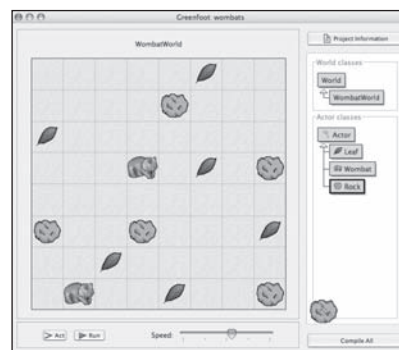 Greenfoot wombats
WombatWorld
Project Information
World classes
World
WombatWorld
Actor classes
Actor
Leaf
Wombat
Rock
Act
Run
Speed:
Compile All